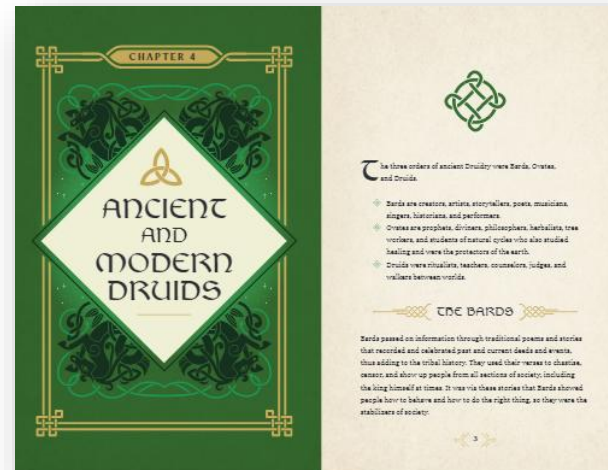 CHAPTER 4
ANCIENT
AND
MODERN
DRUIDS
The three orders of ancient Druidry were Bards, Ovates,
and Druids.
Bards are creators, artists, storytellers, poets, musicians,
singers, historians, and performers.
Ovates are prophets, diviners, philosophers, herbalists, tree
workers, and students of natural cycles who also studied
healing and were the protectors of the earth.
Druids were ritualists, teachers, counselors, judges, and
walkers between worlds.
THE BARDS
Bards passed on information through traditional poems and stories
that recorded and celebrated past and current deeds and events,
thus adding to the tribal history. They used their verses to chastise,
censor, and show up people from all sections of society, including
the king himself at times. It was via these stories that Bards showed
people how to behave and how to do the right thing, so they were the
stabilizers of society.
3